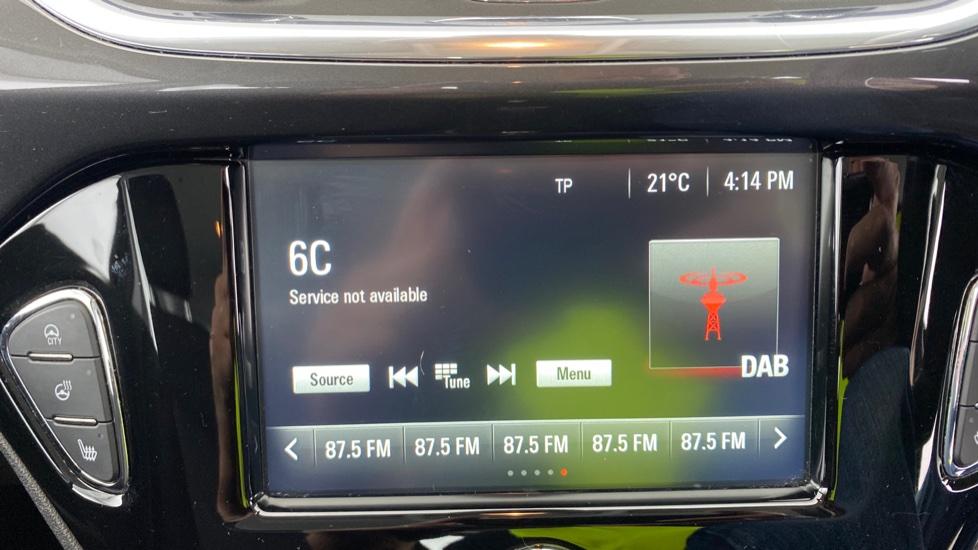 TP 21°C 4:14 PM
6C
Service not available
DAB
Source Tune Menu
87.5 FM 87.5 FM 87.5 FM 87.5 FM 87.5 FM
CITY